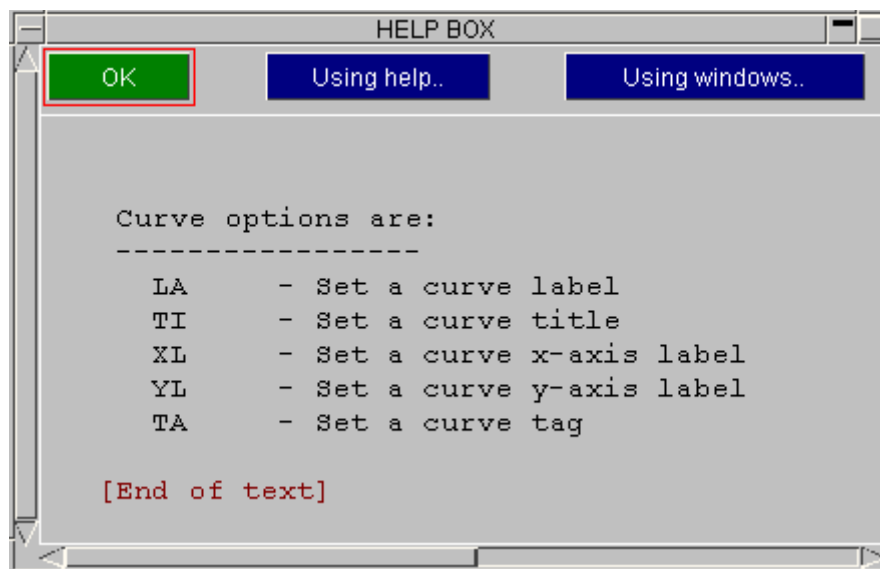 HELP BOX
OK Using help.. Using windows..
Curve options are:
-----------------
LA - Set a curve label
TI - Set a curve title
XL - Set a curve x-axis label
YL - Set a curve y-axis label
TA - Set a curve tag
[End of text]